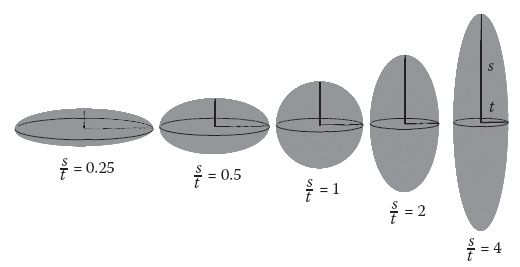 s
t
s/t = 0.25
s/t = 0.5
s/t = 1
s/t = 2
s/t = 4